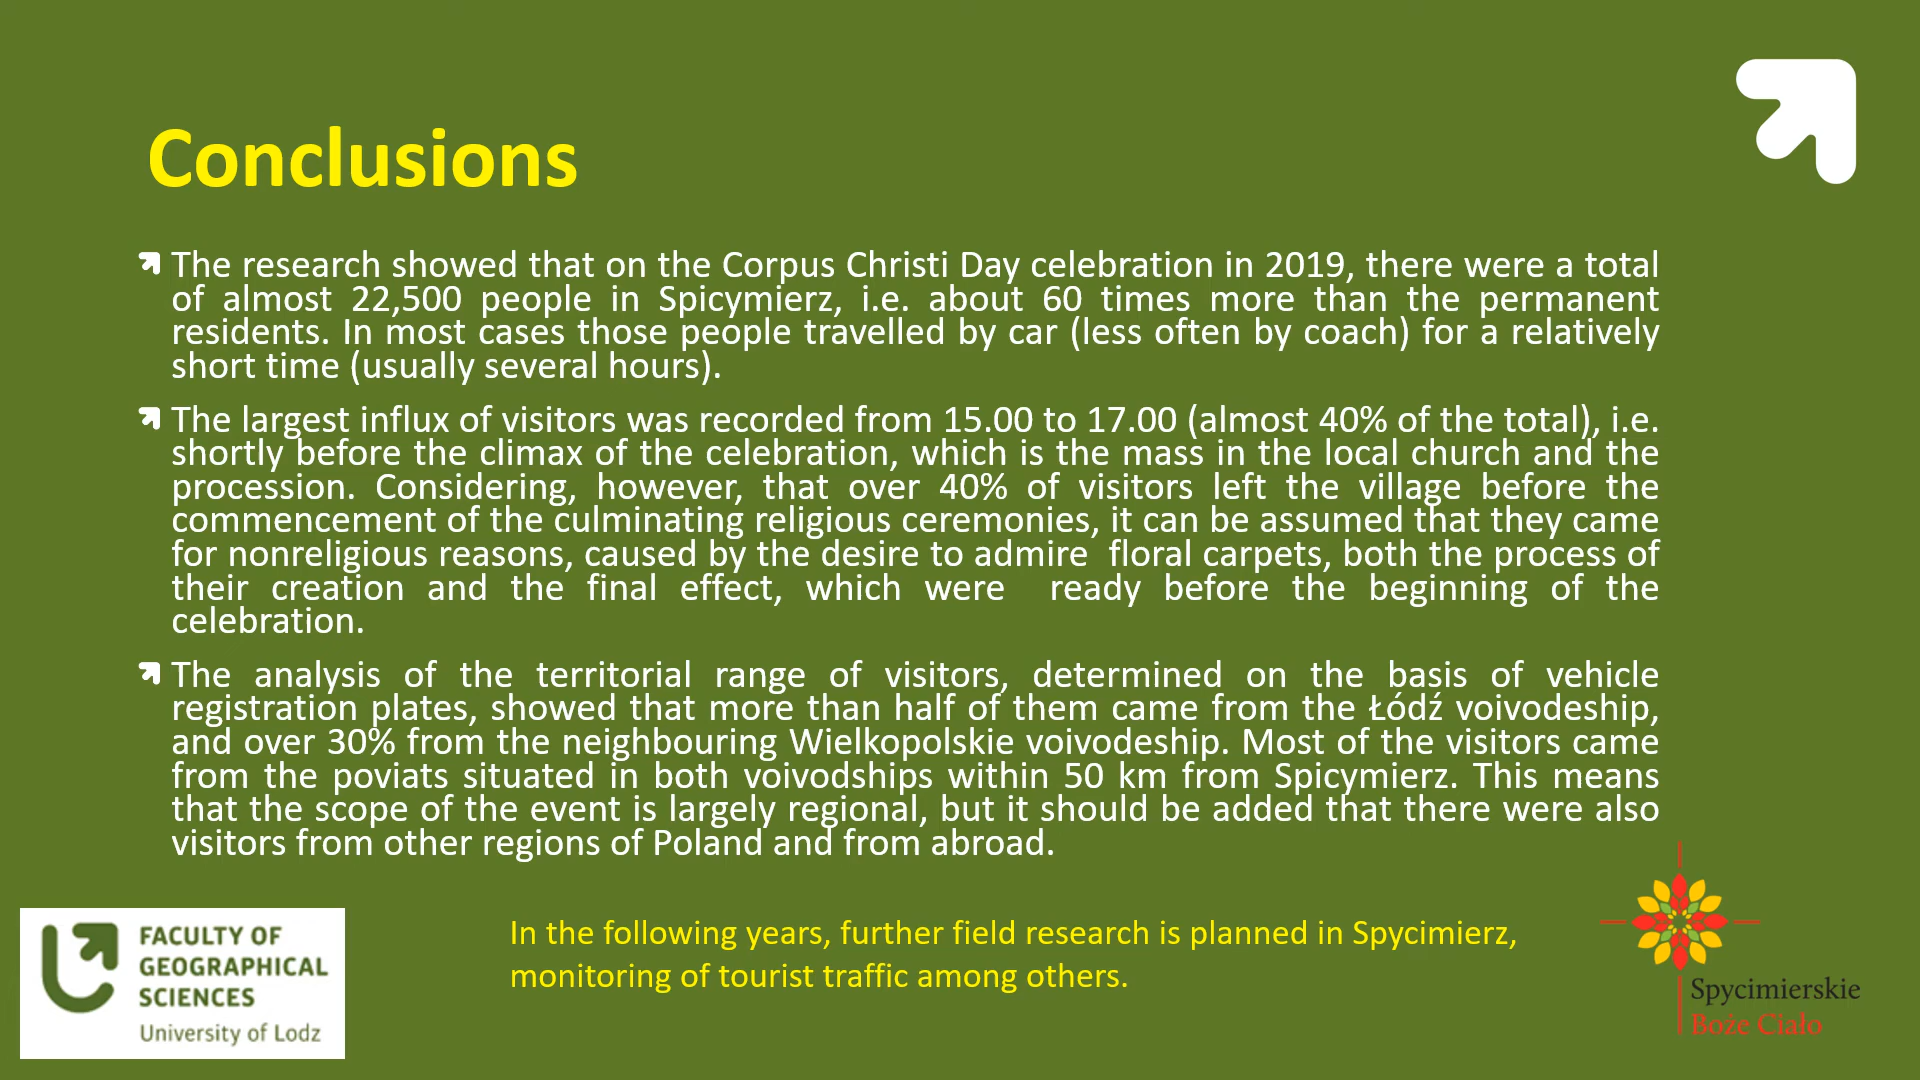 Conclusions
The research showed that on the Corpus Christi Day celebration in 2019, there were a total
of almost 22,500 people in Spicymierz, i.e. about 60 times more than the permanent
residents. In most cases those people travelled by car (less often by coach) for a relatively
short time (usually several hours).
The largest influx of visitors was recorded from 15.00 to 17.00 (almost 40% of the total), i.e.
shortly before the climax of the celebration, which is the mass in the local church and the
procession. Considering, however, that over 40% of visitors left the village before the
commencement of the culminating religious ceremonies, it can be assumed that they came
for nonreligious reasons, caused by the desire to admire floral carpets, both the process of
their creation and the final effect, which were ready before the beginning of the
celebration.
The analysis of the territorial range of visitors, determined on the basis of vehicle
registration plates, showed that more than half of them came from the Łódź voivodeship,
and over 30% from the neighbouring Wielkopolskie voivodeship. Most of the visitors came
from the poviats situated in both voivodships within 50 km from Spicymierz. This means
that the scope of the event is largely regional, but it should be added that there were also
visitors from other regions of Poland and from abroad.
In the following years, further field research is planned in Spycimierz,
monitoring of tourist traffic among others.
FACULTY OF
GEOGRAPHICAL
SCIENCES
University of Lodz
Spycimierskie
Boże Ciało